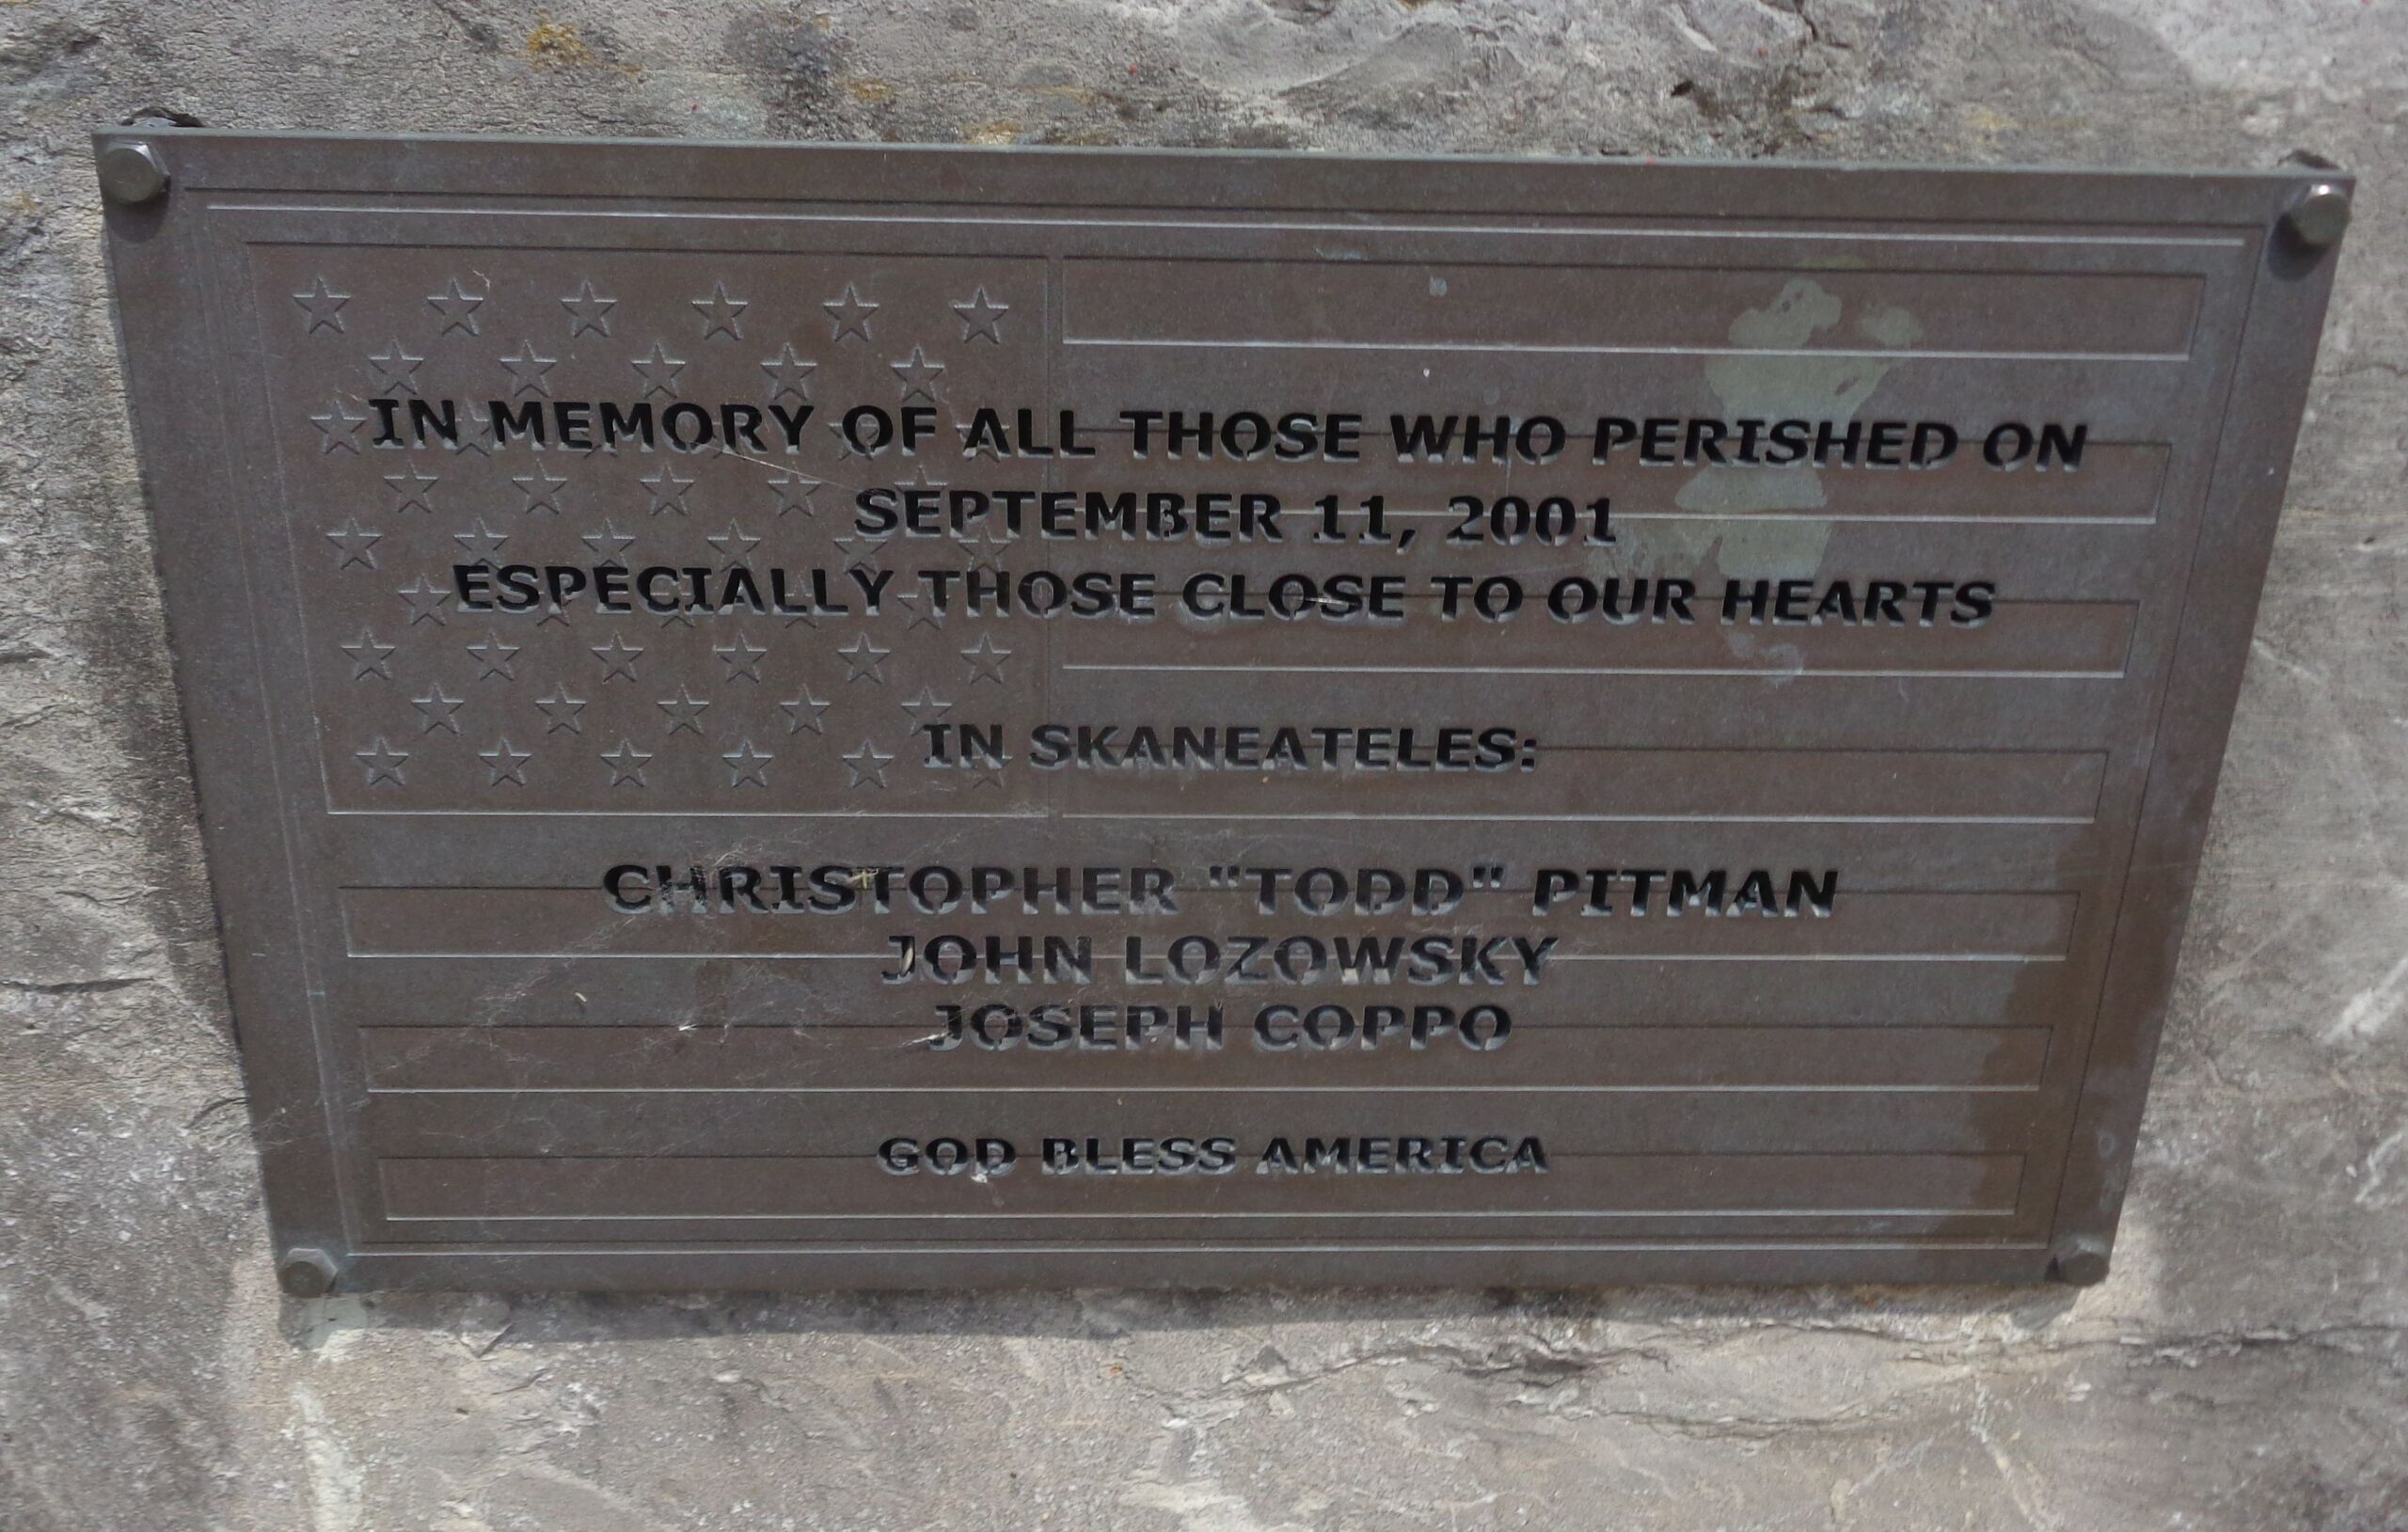 IN MEMORY OF ALL THOSE WHO PERISHED ON
SEPTEMBER 11, 2001
ESPECIALLY THOSE CLOSE TO OUR HEARTS
IN SKANEATELES:
CHRISTOPHER "TODD" PITMAN
JOHN LOZOWSKY
JOSEPH COPPO
GOD BLESS AMERICA